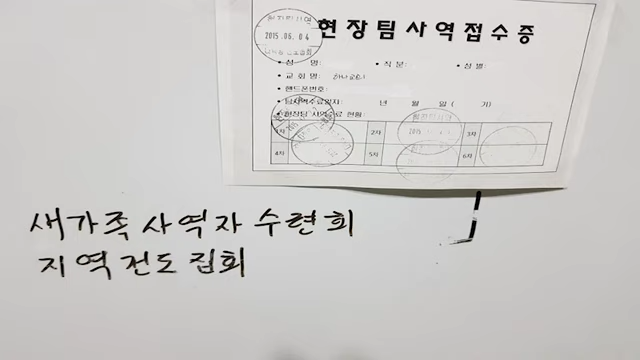 현장팀사역접수증
2015.06.04
• 성 명: • 직분: • 성별:
• 교회명:
• 핸드폰번호:
년 월 일 ( 기)
2차 3차
4차 5차 6차
새가족사역자 수련회
지역전도집회